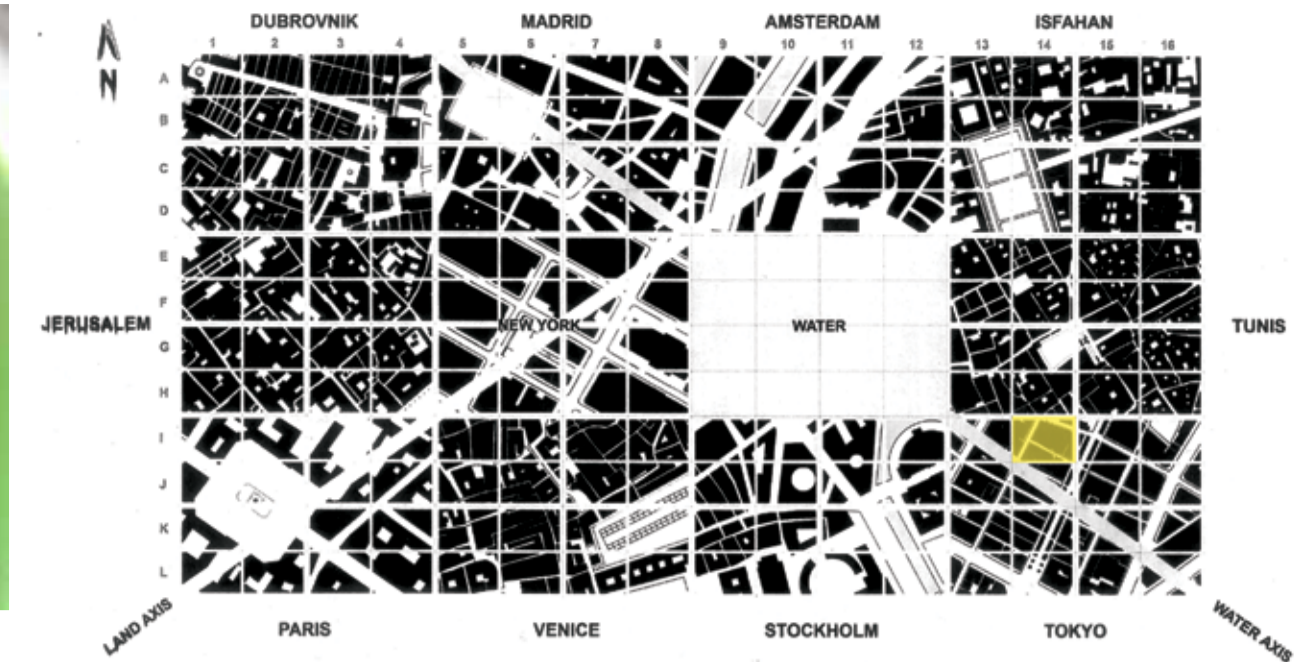 DUBROVNIK MADRID AMSTERDAM ISFAHAN
1 2 3 4 5 6 7 8 9 10 11 12 13 14 15 16
N
A
B
C
D
E
F
JERUSALEM NEW YORK WATER TUNIS
G
H
I
J
K
L
LAND AXIS
WATER AXIS
PARIS VENICE STOCKHOLM TOKYO